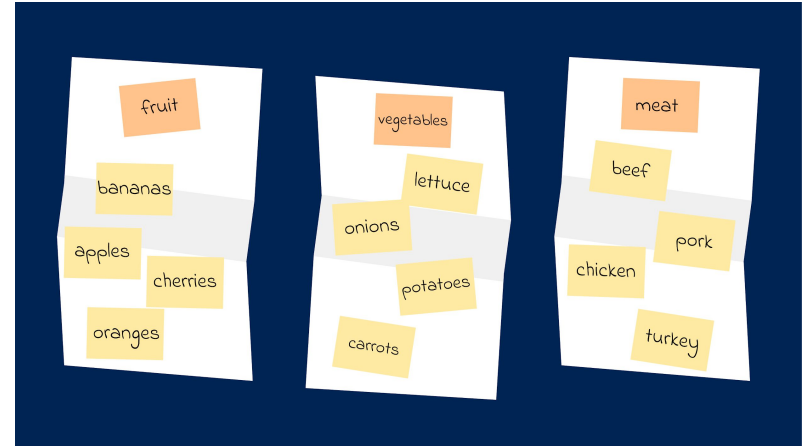 fruit
bananas
apples
cherries
oranges
vegetables
lettuce
onions
potatoes
carrots
meat
beef
pork
chicken
turkey